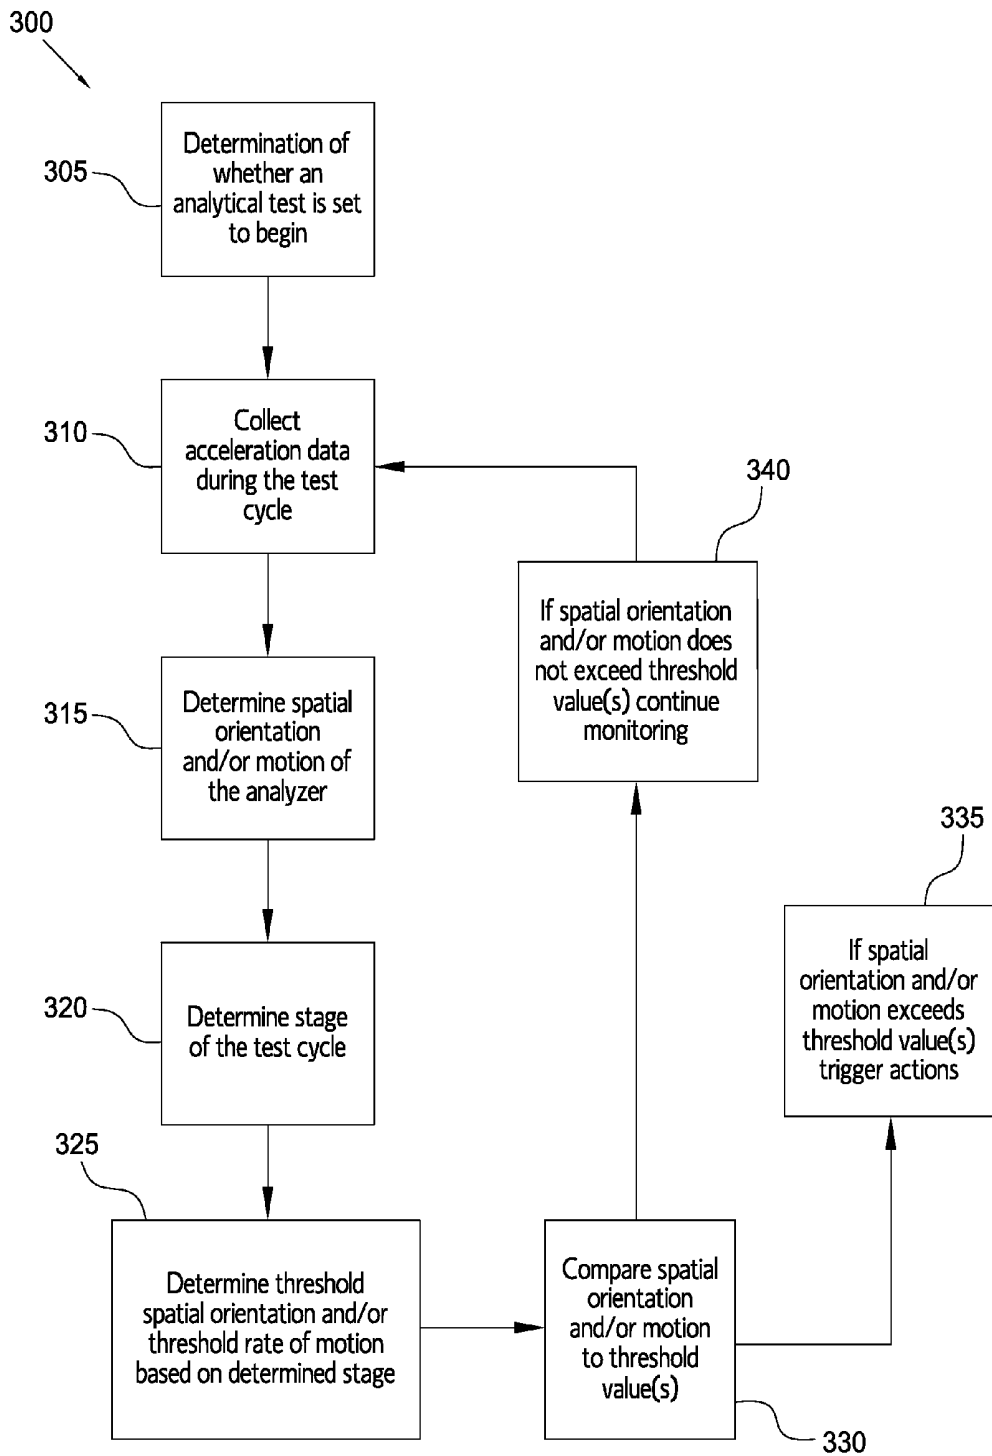 300
305
Determination of
whether an
analytical test is set
to begin
310
Collect
acceleration data
during the test
cycle
340
If spatial orientation
and/or motion does
not exceed threshold
value(s) continue
monitoring
315
Determine spatial
orientation
and/or motion of
the analyzer
335
If spatial
orientation and/or
motion exceeds
threshold value(s)
trigger actions
320
Determine stage
of the test cycle
325
Determine threshold
spatial orientation and/or
threshold rate of motion
based on determined stage
Compare spatial
orientation
and/or motion
to threshold
value(s)
330